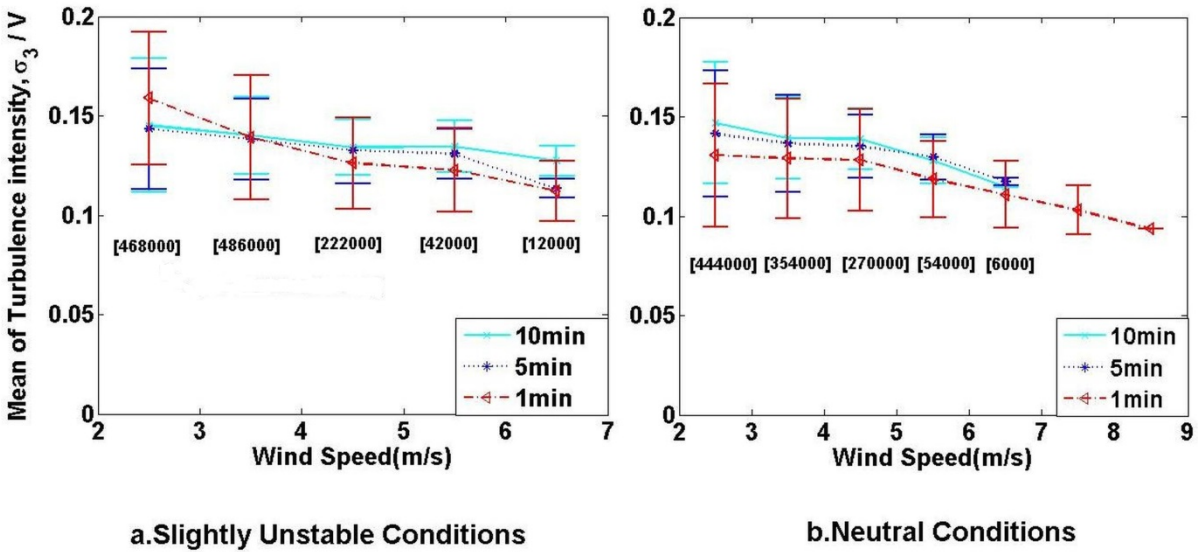 Mean of Turbulence intensity, σ3 / V
0.2
0.15
0.1
0.05
0
[468000] [486000] [222000] [42000] [12000]
10min
5min
1min
2 3 4 5 6 7
Wind Speed(m/s)
a.Slightly Unstable Conditions
0.2
0.15
0.1
0.05
0
[444000] [354000] [270000] [54000] [6000]
10min
5min
1min
2 3 4 5 6 7 8 9
Wind Speed(m/s)
b.Neutral Conditions